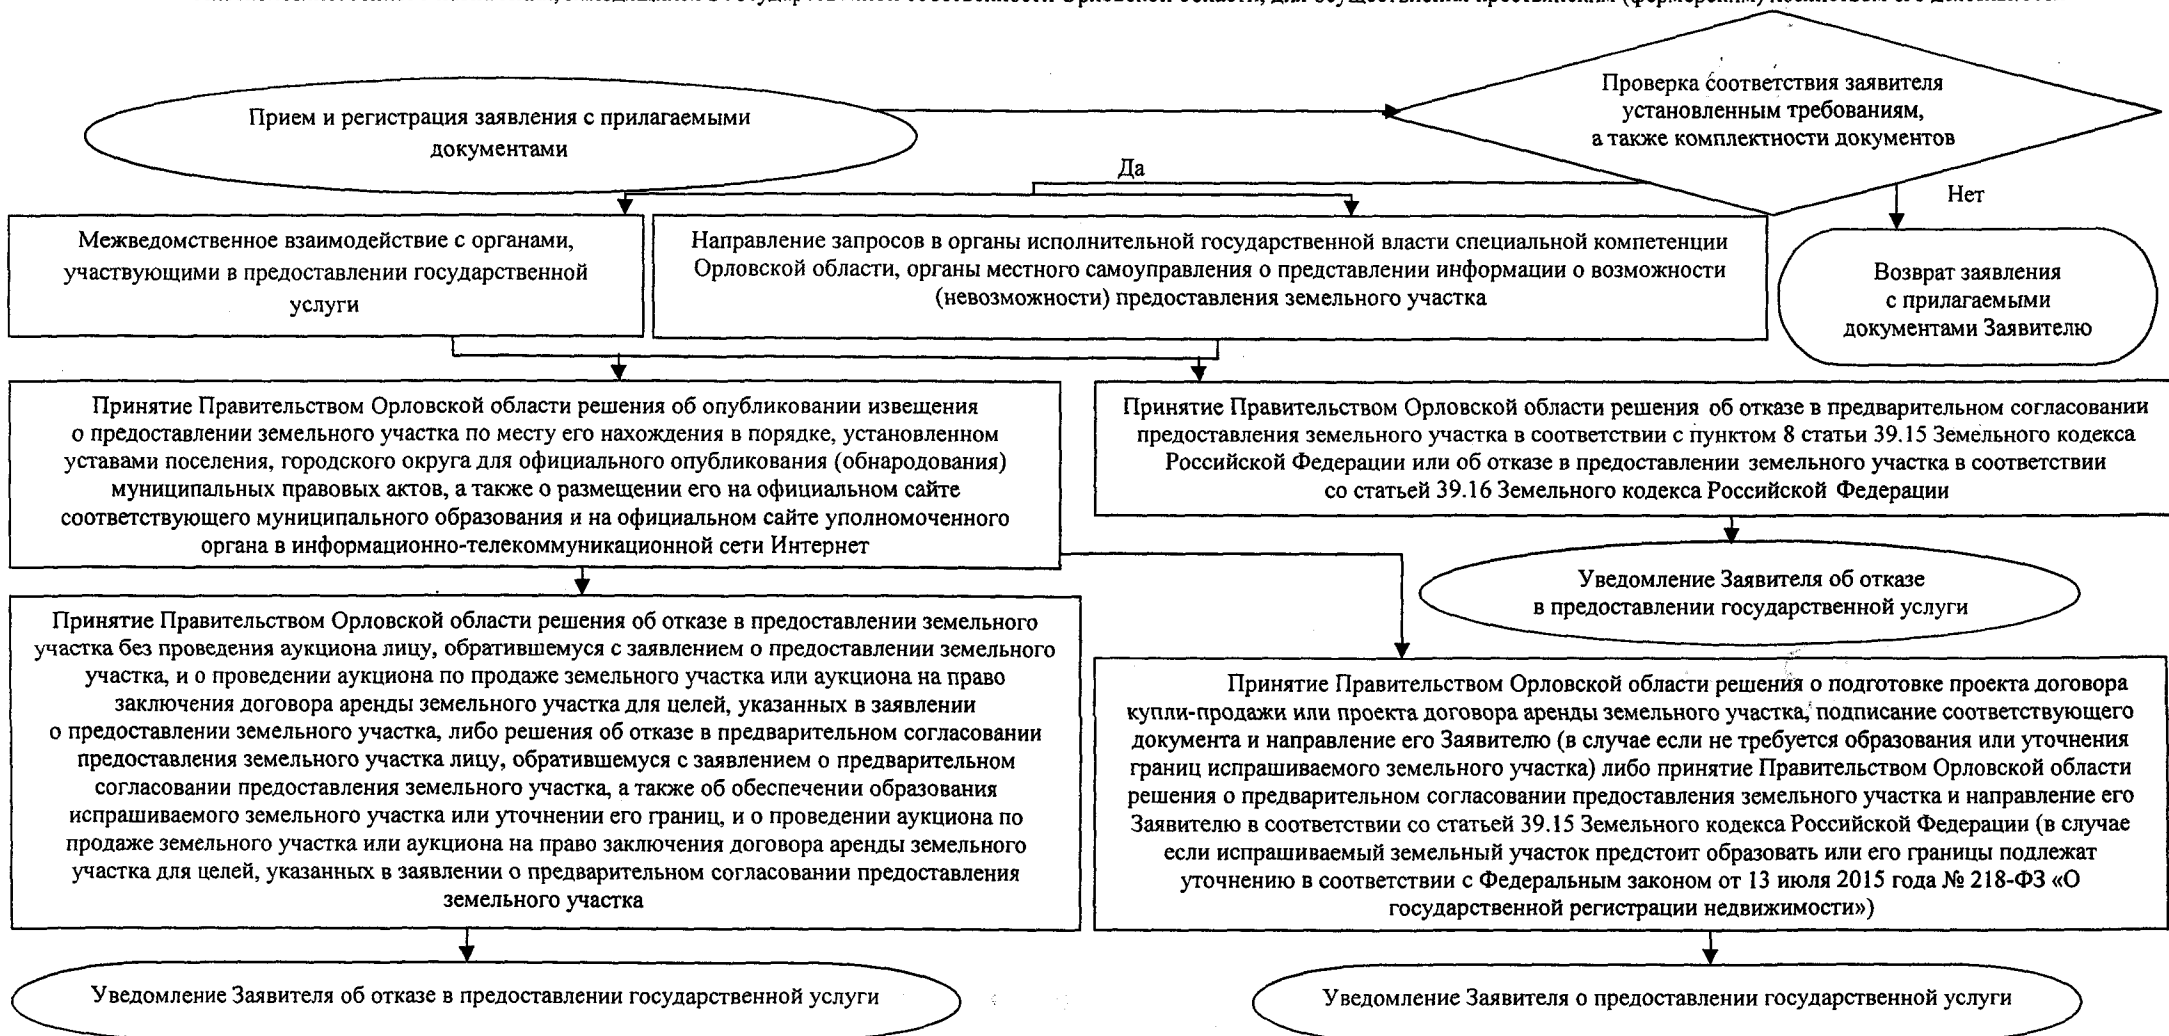 государственной собственности Орловской области, для осуществления крестьянским (фермерским) хозяйством его деятельности
Прием и регистрация заявления с прилагаемыми
документами
Проверка соответствия заявителя
установленным требованиям,
а также комплектности документов
Да
Нет
Межведомственное взаимодействие с органами,
участвующими в предоставлении государственной
услуги
Направление запросов в органы исполнительной государственной власти специальной компетенции
Орловской области, органы местного самоуправления о представлении информации о возможности
(невозможности) предоставления земельного участка
Возврат заявления
с прилагаемыми
документами Заявителю
Принятие Правительством Орловской области решения об опубликовании извещения
о предоставлении земельного участка по месту его нахождения в порядке, установленном
уставами поселения, городского округа для официального опубликования (обнародования)
муниципальных правовых актов, а также о размещении его на официальном сайте
соответствующего муниципального образования и на официальном сайте уполномоченного
органа в информационно-телекоммуникационной сети Интернет
Принятие Правительством Орловской области решения об отказе в предварительном согласовании
предоставления земельного участка в соответствии с пунктом 8 статьи 39.15 Земельного кодекса
Российской Федерации или об отказе в предоставлении земельного участка в соответствии
со статьей 39.16 Земельного кодекса Российской Федерации
Уведомление Заявителя об отказе
в предоставлении государственной услуги
Принятие Правительством Орловской области решения об отказе в предоставлении земельного
участка без проведения аукциона лицу, обратившемуся с заявлением о предоставлении земельного
участка, и о проведении аукциона по продаже земельного участка или аукциона на право
заключения договора аренды земельного участка для целей, указанных в заявлении
о предоставлении земельного участка, либо решения об отказе в предварительном согласовании
предоставления земельного участка лицу, обратившемуся с заявлением о предварительном
согласовании предоставления земельного участка, а также об обеспечении образования
испрашиваемого земельного участка или уточнении его границ, и о проведении аукциона по
продаже земельного участка или аукциона на право заключения договора аренды земельного
участка для целей, указанных в заявлении о предварительном согласовании предоставления
земельного участка
Принятие Правительством Орловской области решения о подготовке проекта договора
купли-продажи или проекта договора аренды земельного участка, подписание соответствующего
документа и направление его Заявителю (в случае если не требуется образования или уточнения
границ испрашиваемого земельного участка) либо принятие Правительством Орловской области
решения о предварительном согласовании предоставления земельного участка и направление его
Заявителю в соответствии со статьей 39.15 Земельного кодекса Российской Федерации (в случае
если испрашиваемый земельный участок предстоит образовать или его границы подлежат
уточнению в соответствии с Федеральным законом от 13 июля 2015 года № 218-ФЗ «О
государственной регистрации недвижимости»)
Уведомление Заявителя об отказе в предоставлении государственной услуги
Уведомление Заявителя о предоставлении государственной услуги